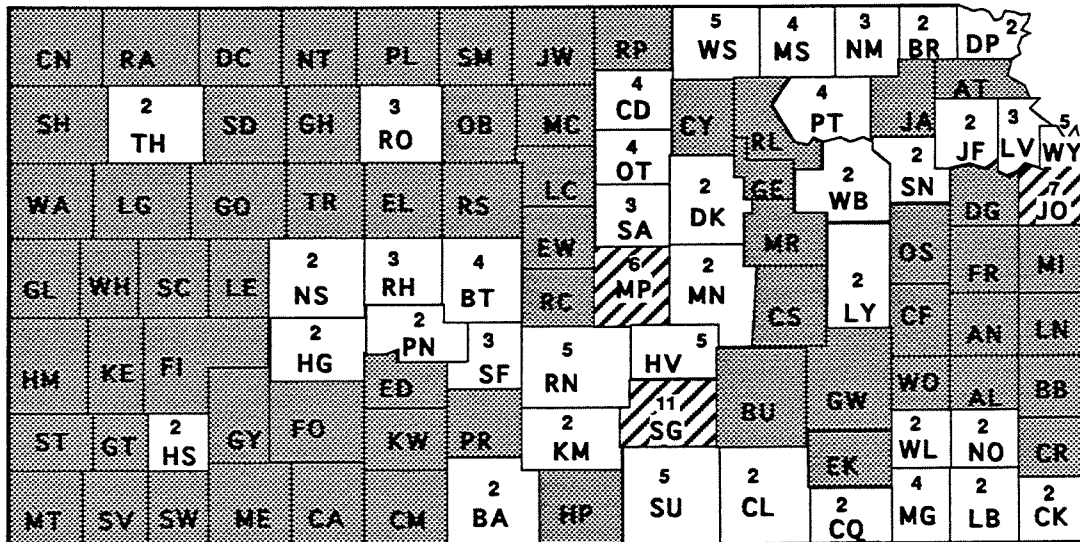 5 4 3 2 2
CN RA DC NT PL SM JW RP WS MS NM BR DP
2 3 4 4 AT
SH TH SD GH RO OB MC CD CY RL PT JA 2 JF 3 LV 5 WY
4 2 2 2
WA LG GO TR EL RS LC OT DK GE WB SN DG 7 JO
3
EW SA MR OS
2 3 4 6 2 2
GL WH SC LE NS RH BT RC MP MN CS LY CF FR MI
2 2 3 5 5
HM KE FI HG PN SF RN HV AN LN
ED WO AL BB
2 2 11 2 2
ST GT HS GY FO KW PR KM SG BU GW WL NO CR
EK
2 5 2 2 4 2 2
MT SV SW ME CA CM BA HP SU CL CQ MG LB CK